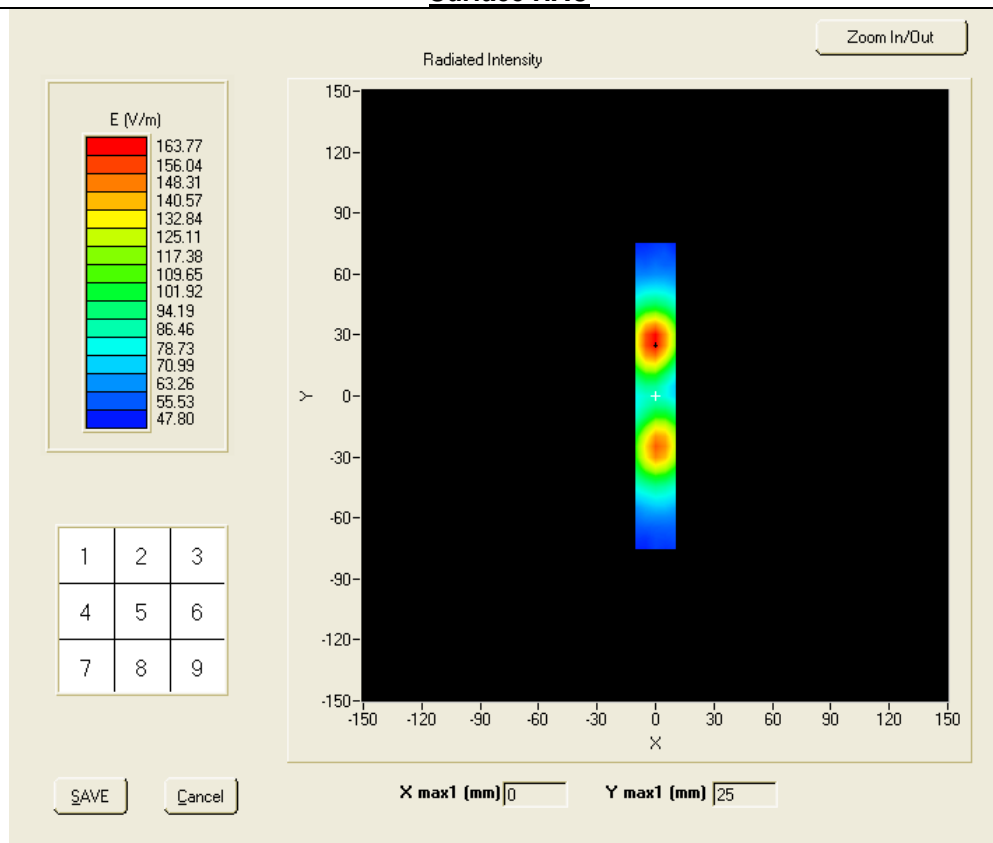 Zoom In/Out
Radiated Intensity
E (V/m)
163.77
156.04
148.31
140.57
132.84
125.11
117.38
109.65
101.92
94.19
86.46
78.73
70.99
63.26
55.53
47.80
150
120
90
60
30
Y 0
-30
-60
-90
-120
-150
-150 -120 -90 -60 -30 0 30 60 90 120 150
X
1 2 3
4 5 6
7 8 9
SAVE Cancel X max1 (mm) 0 Y max1 (mm) 25